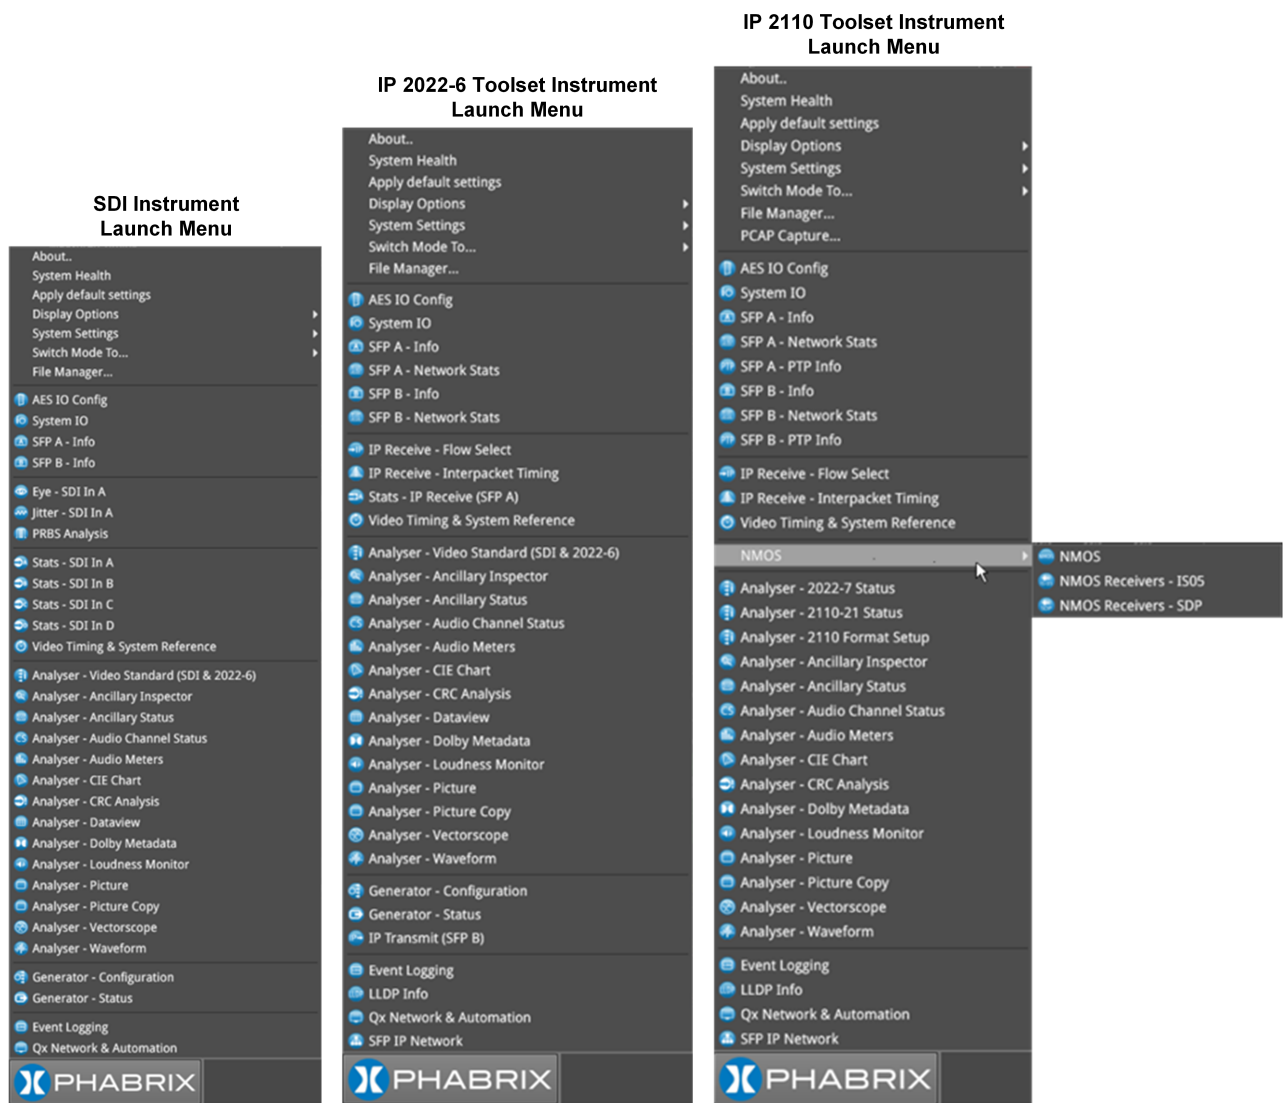 SDI Instrument
Launch Menu
About..
System Health
Apply default settings
Display Options
System Settings
Switch Mode To...
File Manager...
AES IO Config
System IO
SFP A - Info
SFP B - Info
Eye - SDI In A
Jitter - SDI In A
PRBS Analysis
Stats - SDI In A
Stats - SDI In B
Stats - SDI In C
Stats - SDI In D
Video Timing & System Reference
Analyser - Video Standard (SDI & 2022-6)
Analyser - Ancillary Inspector
Analyser - Ancillary Status
Analyser - Audio Channel Status
Analyser - Audio Meters
Analyser - CIE Chart
Analyser - CRC Analysis
Analyser - Dataview
Analyser - Dolby Metadata
Analyser - Loudness Monitor
Analyser - Picture
Analyser - Picture Copy
Analyser - Vectorscope
Analyser - Waveform
Generator - Configuration
Generator - Status
Event Logging
Qx Network & Automation
PHABRIX
IP 2022-6 Toolset Instrument
Launch Menu
About..
System Health
Apply default settings
Display Options
System Settings
Switch Mode To...
File Manager...
AES IO Config
System IO
SFP A - Info
SFP A - Network Stats
SFP B - Info
SFP B - Network Stats
IP Receive - Flow Select
IP Receive - Interpacket Timing
Stats - IP Receive (SFP A)
Video Timing & System Reference
Analyser - Video Standard (SDI & 2022-6)
Analyser - Ancillary Inspector
Analyser - Ancillary Status
Analyser - Audio Channel Status
Analyser - Audio Meters
Analyser - CIE Chart
Analyser - CRC Analysis
Analyser - Dataview
Analyser - Dolby Metadata
Analyser - Loudness Monitor
Analyser - Picture
Analyser - Picture Copy
Analyser - Vectorscope
Analyser - Waveform
Generator - Configuration
Generator - Status
IP Transmit (SFP B)
Event Logging
LLDP Info
Qx Network & Automation
SFP IP Network
PHABRIX
IP 2110 Toolset Instrument
Launch Menu
About..
System Health
Apply default settings
Display Options
System Settings
Switch Mode To...
File Manager...
PCAP Capture...
AES IO Config
System IO
SFP A - Info
SFP A - Network Stats
SFP A - PTP Info
SFP B - Info
SFP B - Network Stats
SFP B - PTP Info
IP Receive - Flow Select
IP Receive - Interpacket Timing
Video Timing & System Reference
NMOS
NMOS
NMOS Receivers - IS05
NMOS Receivers - SDP
Analyser - 2022-7 Status
Analyser - 2110-21 Status
Analyser - 2110 Format Setup
Analyser - Ancillary Inspector
Analyser - Ancillary Status
Analyser - Audio Channel Status
Analyser - Audio Meters
Analyser - CIE Chart
Analyser - CRC Analysis
Analyser - Dolby Metadata
Analyser - Loudness Monitor
Analyser - Picture
Analyser - Picture Copy
Analyser - Vectorscope
Analyser - Waveform
Event Logging
LLDP Info
Qx Network & Automation
SFP IP Network
PHABRIX